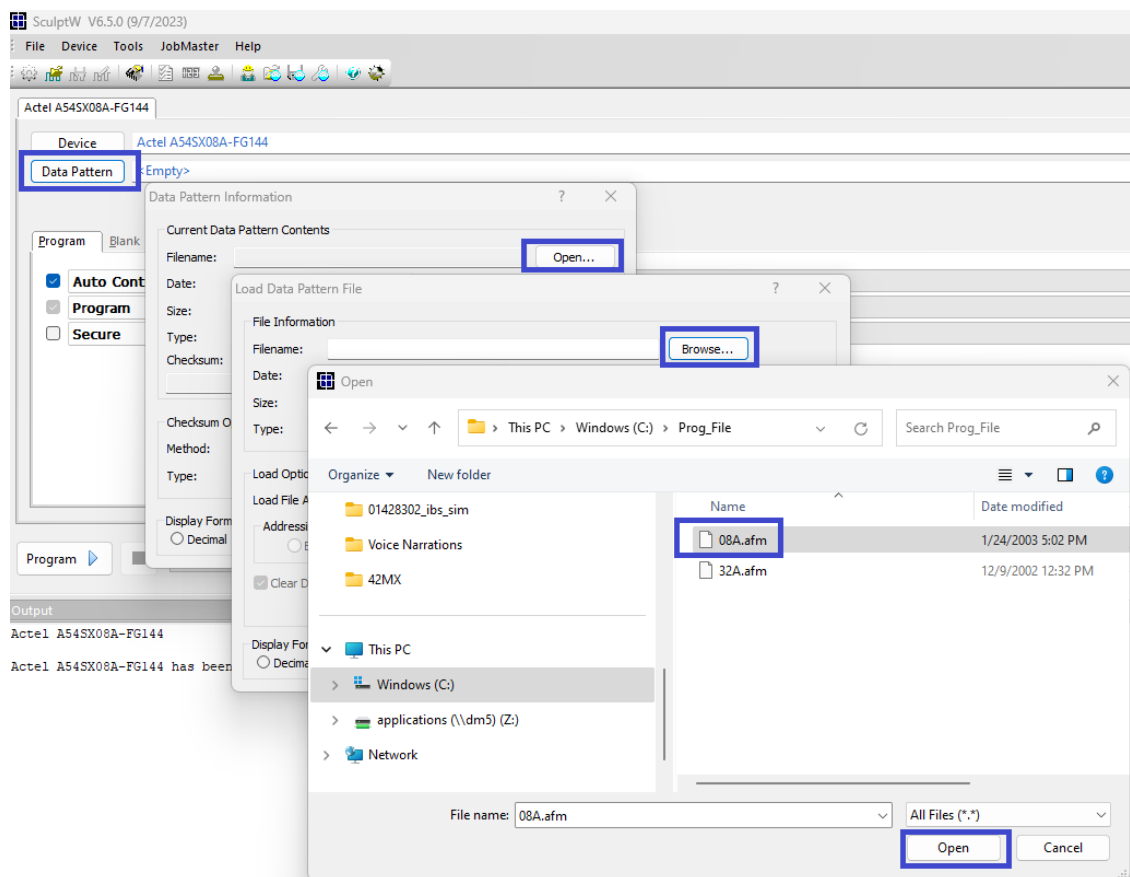 SculptW V6.5.0 (9/7/2023)
File Device Tools JobMaster Help
Actel A54SX08A-FG144
Device Actel A54SX08A-FG144
Data Pattern <Empty>
Data Pattern Information ? ×
Current Data Pattern Contents
Program Blank
Filename: Open...
Auto Cont
Date:
Program
Size:
Secure
Type:
Checksum:
Checksum O
Method:
Type:
Display Form
Decimal
Program
Load Data Pattern File ? ×
File Information
Filename: Browse...
Date:
Size:
Type:
Load Optio
Load File A
Addressi
Clear D
Display For
Decima
Open
This PC > Windows (C:) > Prog_File
Search Prog_File
Organize New folder
Name Date modified
01428302_ibs_sim
08A.afm 1/24/2003 5:02 PM
Voice Narrations
32A.afm 12/9/2002 12:32 PM
42MX
This PC
Windows (C:)
applications (\\dm5) (Z:)
Network
File name: 08A.afm All Files (*.*)
Open Cancel
Output
Actel A54SX08A-FG144
Actel A54SX08A-FG144 has been